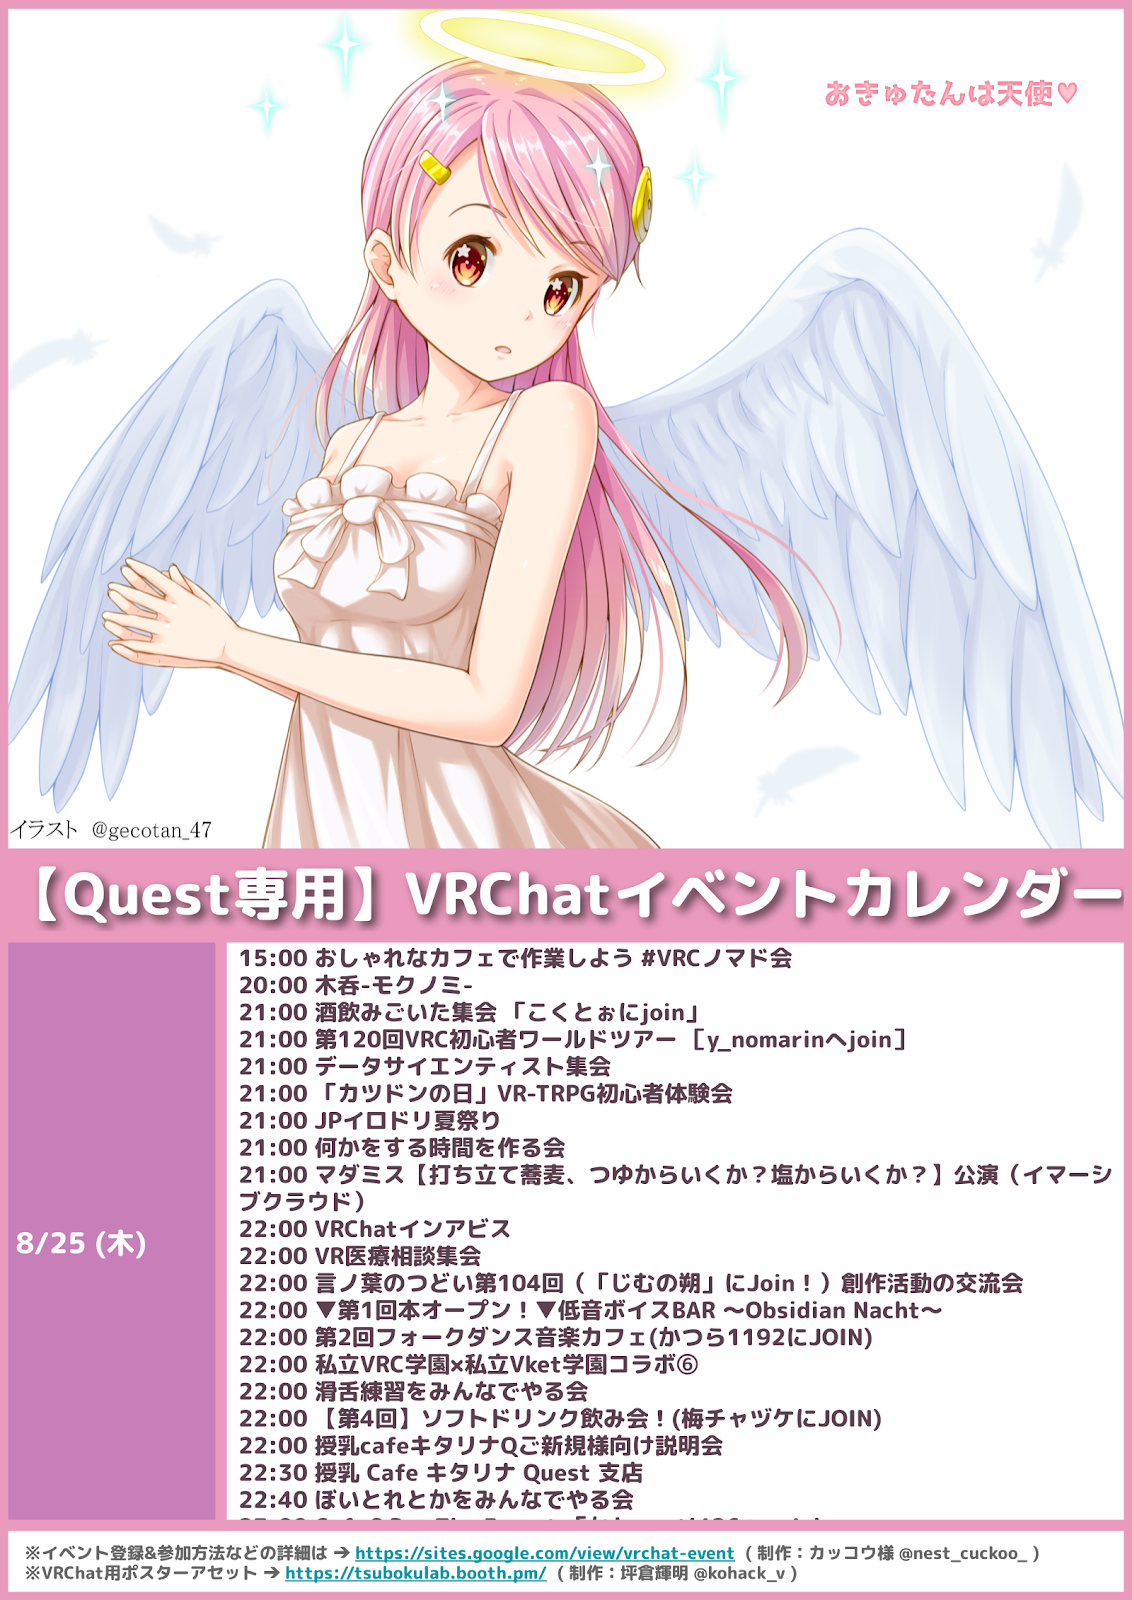 おきゅたんは天使♥
イラスト @gecotan_47
【Quest専用】VRChatイベントカレンダー
8/25 (木)
15:00 おしゃれなカフェで作業しよう #VRCノマド会
20:00 木呑-モクノミ-
21:00 酒飲みごいた集会 「こくとぉにjoin」
21:00 第120回VRC初心者ワールドツアー ［y_nomarinへjoin］
21:00 データサイエンティスト集会
21:00 「カツドンの日」VR-TRPG初心者体験会
21:00 JPイロドリ夏祭り
21:00 何かをする時間を作る会
21:00 マダミス【打ち立て蕎麦、つゆからいくか？塩からいくか？】公演（イマーシ
ブクラウド）
22:00 VRChatインアビス
22:00 VR医療相談集会
22:00 言ノ葉のつどい第104回（「じむの朔」にJoin！）創作活動の交流会
22:00 ▼第1回本オープン！▼低音ボイスBAR 〜Obsidian Nacht〜
22:00 第2回フォークダンス音楽カフェ(かつら1192にJOIN)
22:00 私立VRC学園×私立Vket学園コラボ⑥
22:00 滑舌練習をみんなでやる会
22:00 【第4回】ソフトドリンク飲み会！(梅チャヅケにJOIN)
22:00 授乳cafeキタリナQご新規様向け説明会
22:30 授乳 Cafe キタリナ Quest 支店
22:40 ぼいとれとかをみんなでやる会
※イベント登録&参加方法などの詳細は ➔ https://sites.google.com/view/vrchat-event ( 制作：カッコウ様 @nest_cuckoo_ )
※VRChat用ポスターアセット ➔ https://tsubokulab.booth.pm/ ( 制作：坪倉輝明 @kohack_v )